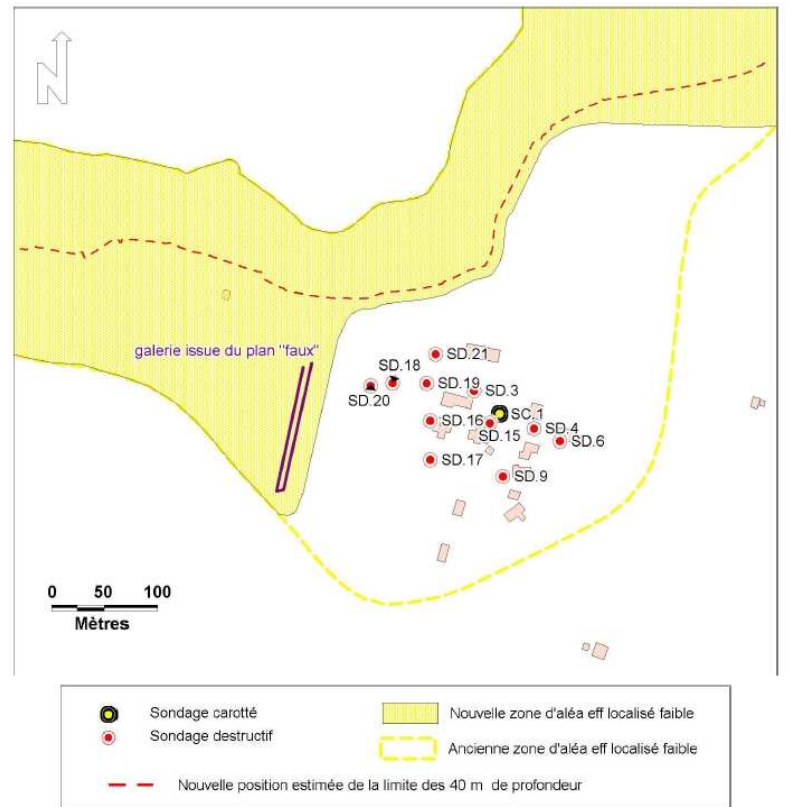 N
galerie issue du plan "faux"
SD.21
SD.18
SD.20
SD.19
SD.3
SC.1
SD.16
SD.15
SD.4
SD.6
SD.17
SD.9
0 50 100
Mètres
Sondage carotté
Nouvelle zone d'aléa eff localisé faible
Sondage destructif
Ancienne zone d'aléa eff localisé faible
Nouvelle position estimée de la limite des 40 m de profondeur